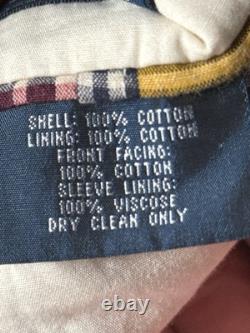 SHELL: 100% COTTON
LINING: 100% COTTON
FRONT FACING:
100% COTTON
SLEEVE LINING:
100% VISCOSE
DRY CLEAN ONLY